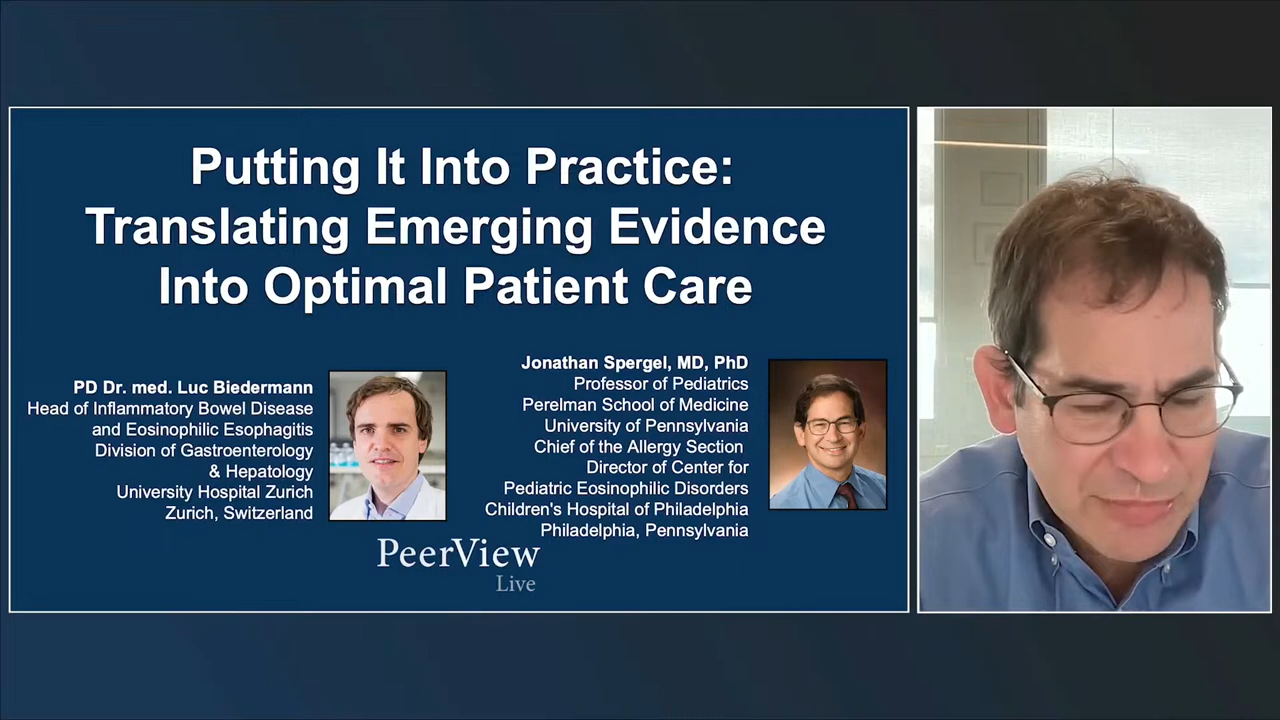 Putting It Into Practice:
Translating Emerging Evidence
Into Optimal Patient Care
PD Dr. med. Luc Biedermann
Head of Inflammatory Bowel Disease
and Eosinophilic Esophagitis
Division of Gastroenterology
& Hepatology
University Hospital Zurich
Zurich, Switzerland
Jonathan Spergel, MD, PhD
Professor of Pediatrics
Perelman School of Medicine
University of Pennsylvania
Chief of the Allergy Section
Director of Center for
Pediatric Eosinophilic Disorders
Children's Hospital of Philadelphia
Philadelphia, Pennsylvania
PeerView
Live